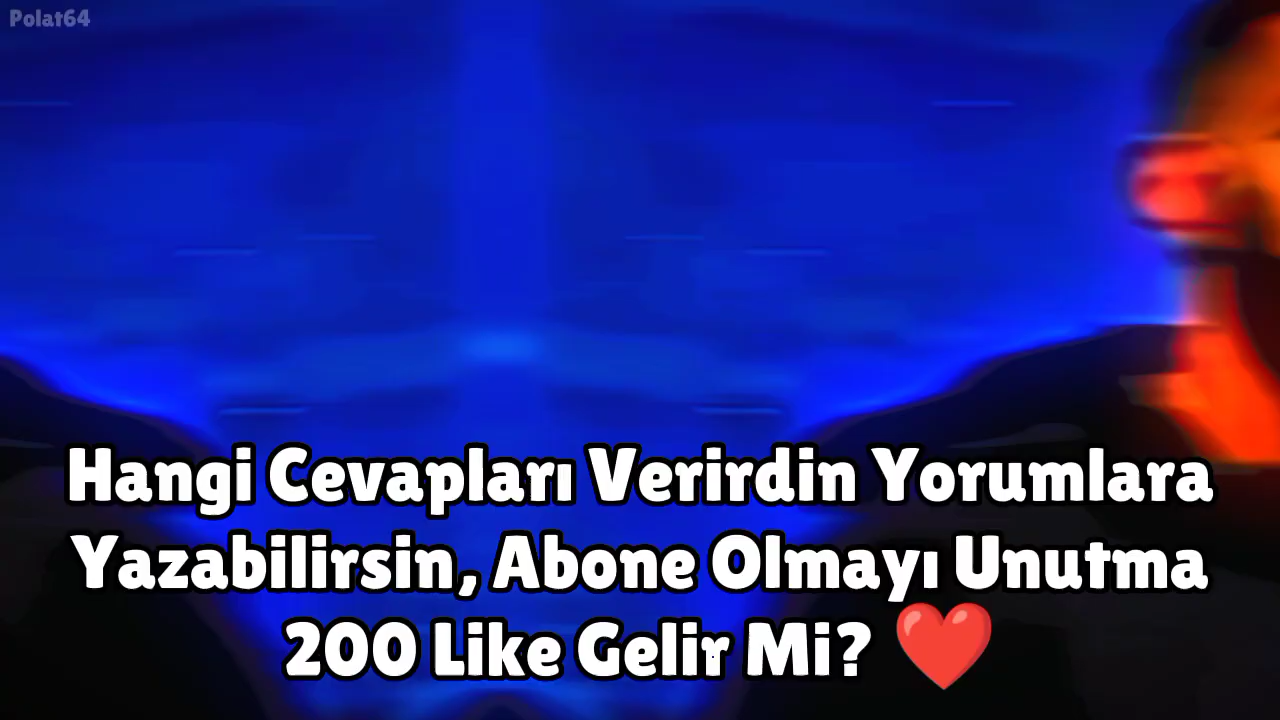 Polat64
Hangi Cevapları Verirdin Yorumlara
Yazabilirsin, Abone Olmayı Unutma
200 Like Gelir Mi? ❤️